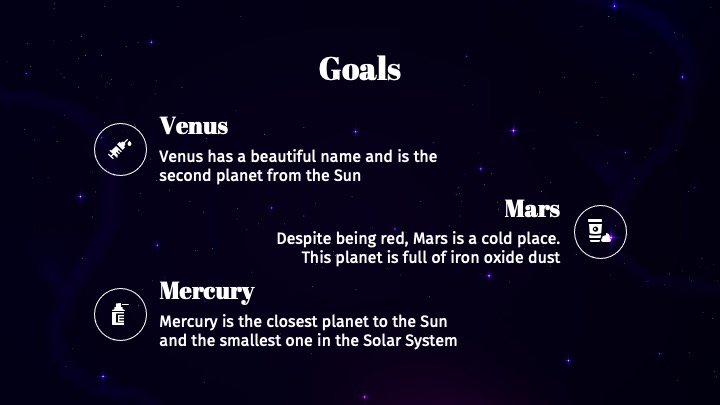 Goals
Venus
Venus has a beautiful name and is the
second planet from the Sun
Mars
Despite being red, Mars is a cold place.
This planet is full of iron oxide dust
Mercury
Mercury is the closest planet to the Sun
and the smallest one in the Solar System